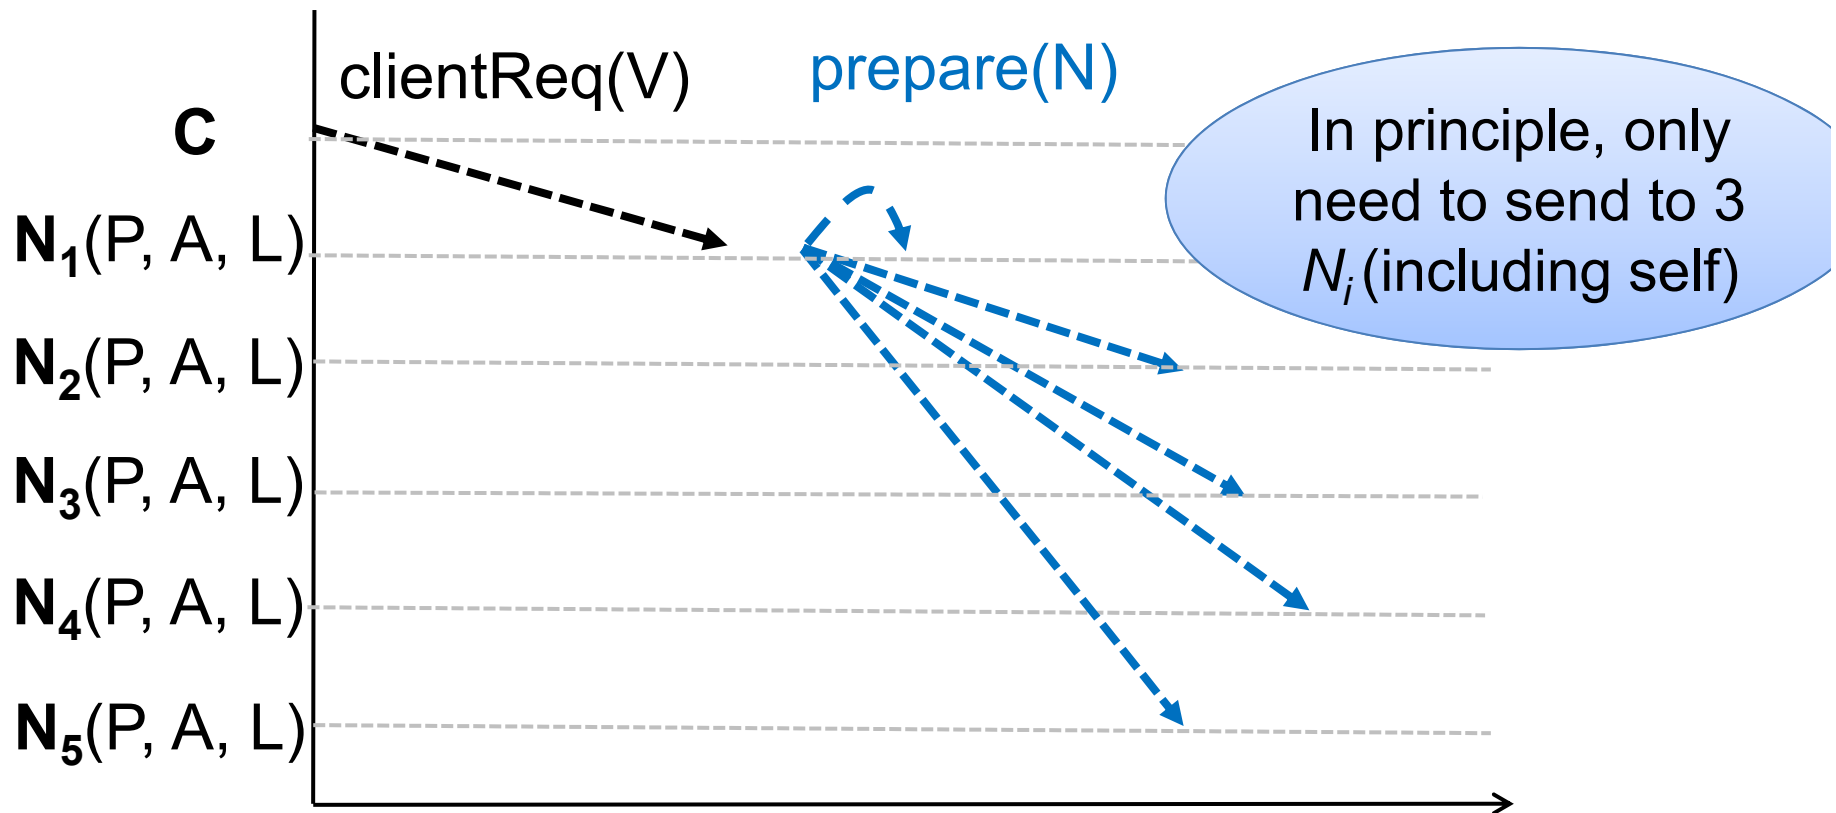 clientReq(V)
prepare(N)
C
In principle, only
need to send to 3
Nᵢ (including self)
N₁(P, A, L)
N₂(P, A, L)
N₃(P, A, L)
N₄(P, A, L)
N₅(P, A, L)